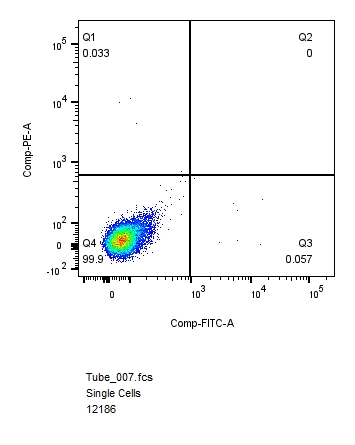 Q1
0.033
Q2
0
10^5
10^4
10^3
10^2
0
-10^2
Comp-PE-A
Q4
99.9
Q3
0.057
0
10^3
10^4
10^5
Comp-FITC-A
Tube_007.fcs
Single Cells
12186